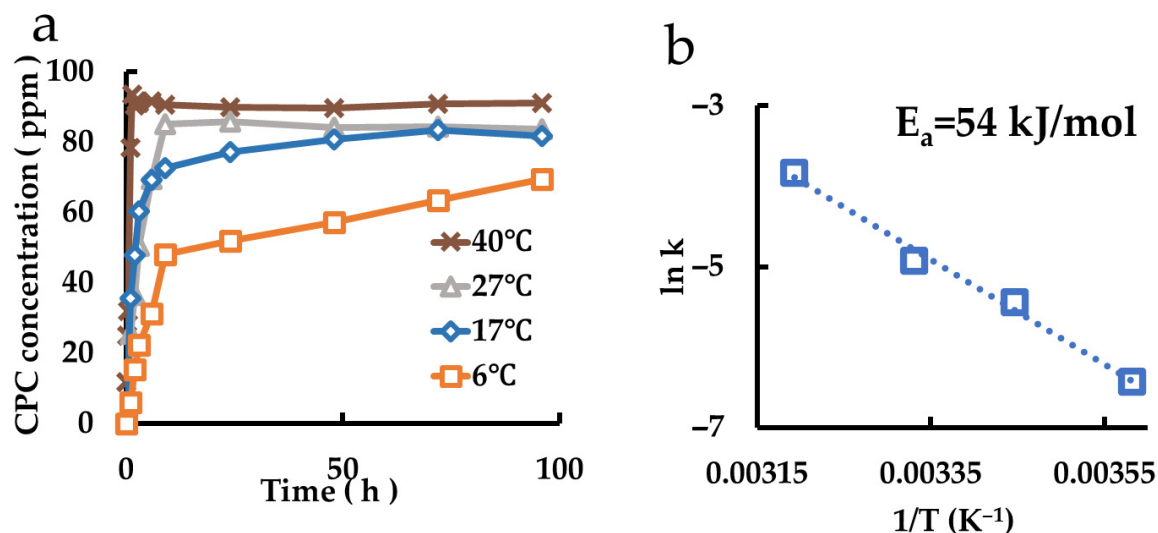 a
CPC concentration ( ppm )
100
80
60
40
20
0
0
50
100
Time ( h )
40°C
27°C
17°C
6°C
b
ln k
−3
−5
−7
Eₐ=54 kJ/mol
0.00315
0.00335
0.00355
1/T (K⁻¹)